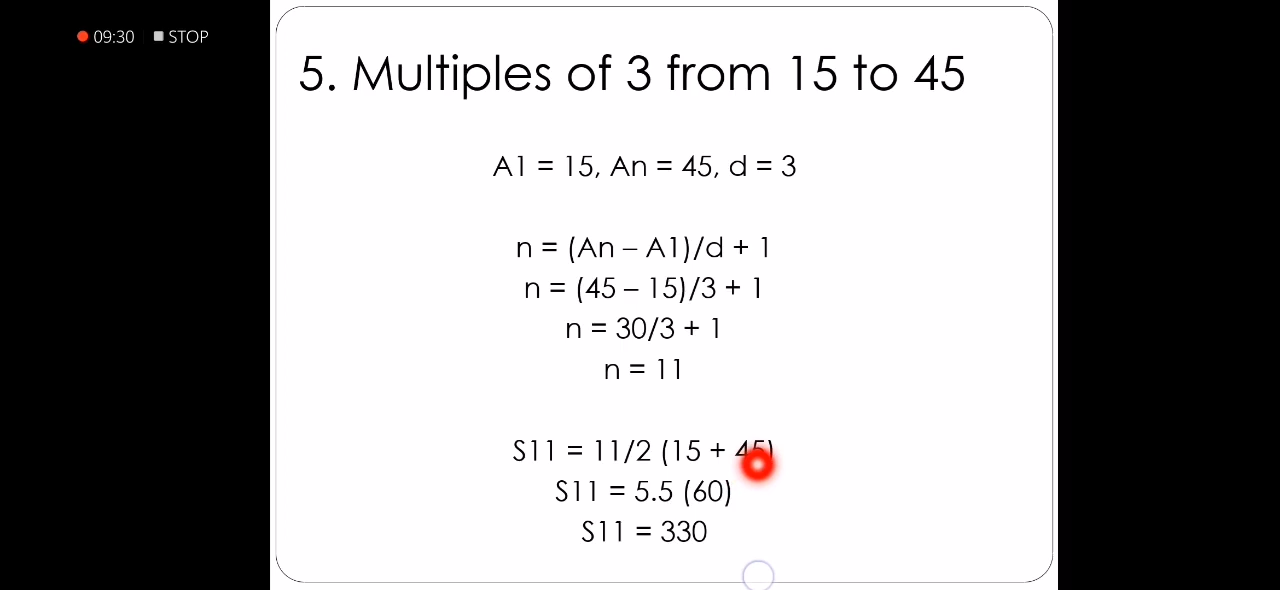 09:30 STOP
5. Multiples of 3 from 15 to 45
A1 = 15, An = 45, d = 3
n = (An – A1)/d + 1
n = (45 – 15)/3 + 1
n = 30/3 + 1
n = 11
S11 = 11/2 (15 + 45)
S11 = 5.5 (60)
S11 = 330